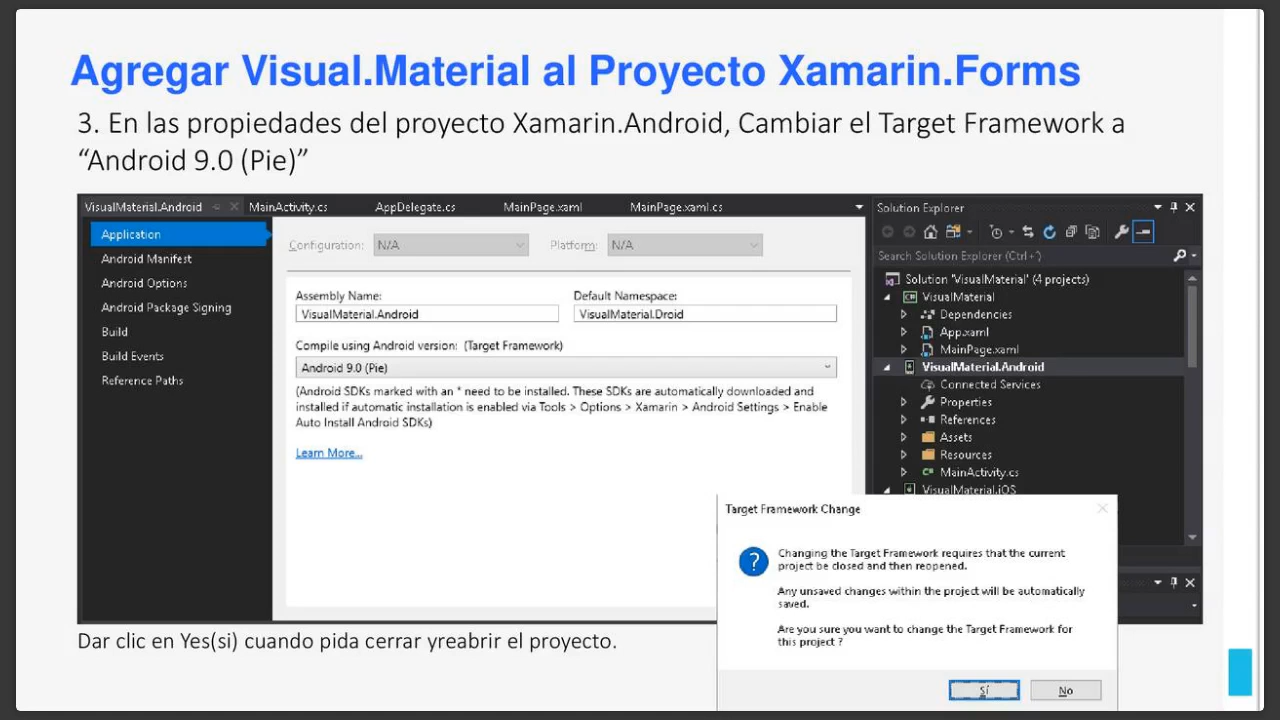 Agregar Visual.Material al Proyecto Xamarin.Forms
3. En las propiedades del proyecto Xamarin.Android, Cambiar el Target Framework a
“Android 9.0 (Pie)”
VisualMaterial.Android
MainActivity.cs
AppDelegate.cs
MainPage.xaml
MainPage.xaml.cs
Application
Android Manifest
Android Options
Android Package Signing
Build
Build Events
Reference Paths
Configuration: N/A
Platform: N/A
Assembly Name:
VisualMaterial.Android
Default Namespace:
VisualMaterial.Droid
Compile using Android version: (Target Framework)
Android 9.0 (Pie)
(Android SDKs marked with an * need to be installed. These SDKs are automatically downloaded and
installed if automatic installation is enabled via Tools > Options > Xamarin > Android Settings > Enable
Auto Install Android SDKs)
Learn More...
Solution Explorer
Search Solution Explorer (Ctrl+')
Solution 'VisualMaterial' (4 projects)
VisualMaterial
Dependencies
App.xaml
MainPage.xaml
VisualMaterial.Android
Connected Services
Properties
References
Assets
Resources
MainActivity.cs
VisualMaterial.iOS
Target Framework Change
Changing the Target Framework requires that the current
project be closed and then reopened.
Any unsaved changes within the project will be automatically
saved.
Are you sure you want to change the Target Framework for
this project ?
Sí
No
Dar clic en Yes(si) cuando pida cerrar yreabrir el proyecto.